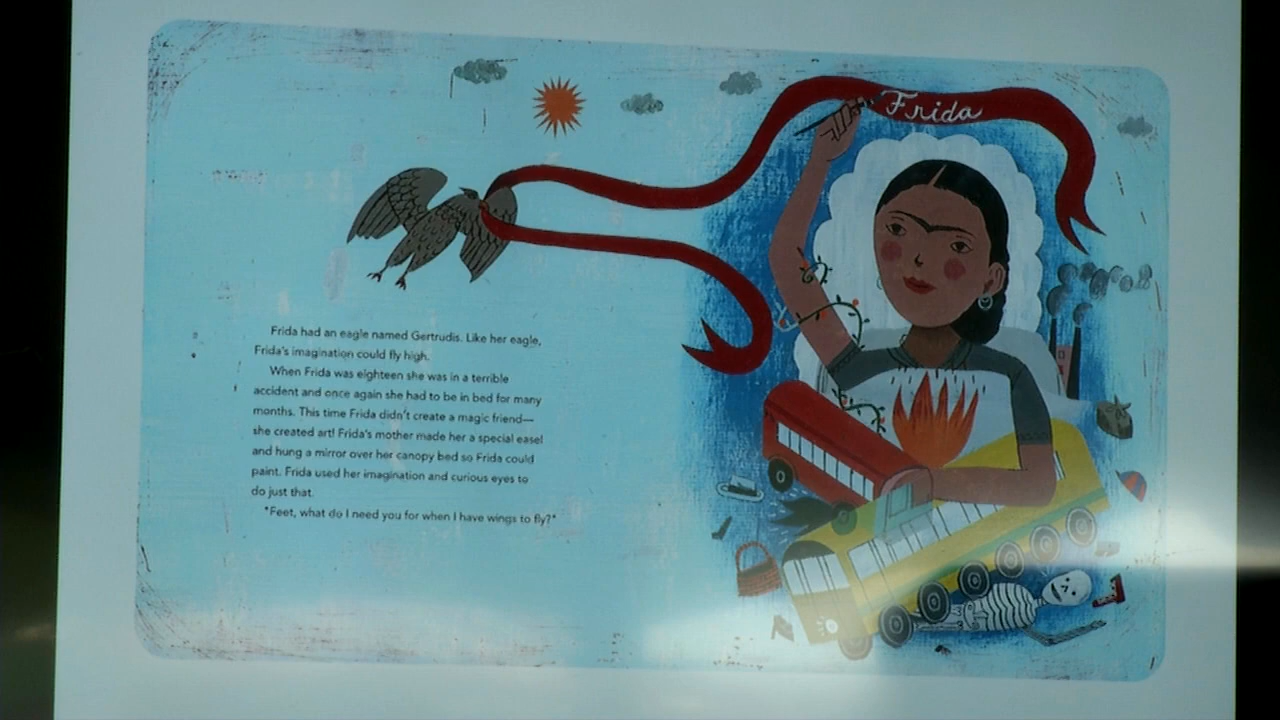 Frida
Frida had an eagle named Gertrudis. Like her eagle,
Frida's imagination could fly high.
When Frida was eighteen she was in a terrible
accident and once again she had to be in bed for many
months. This time Frida didn't create a magic friend—
she created art! Frida's mother made her a special easel
and hung a mirror over her canopy bed so Frida could
paint. Frida used her imagination and curious eyes to
do just that.
"Feet, what do I need you for when I have wings to fly?"